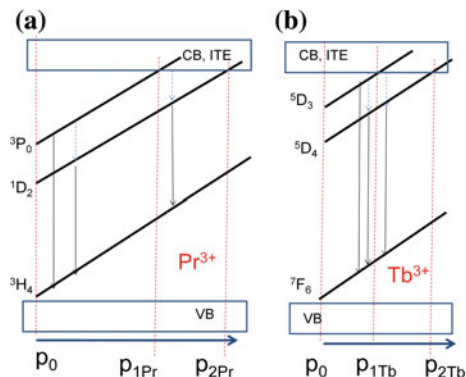 (a)
CB, ITE
³P₀
¹D₂
³H₄
Pr³⁺
VB
p₀ p₁Pr p₂Pr
(b)
CB, ITE
⁵D₃
⁵D₄
⁷F₆
Tb³⁺
VB
p₀ p₁Tb p₂Tb